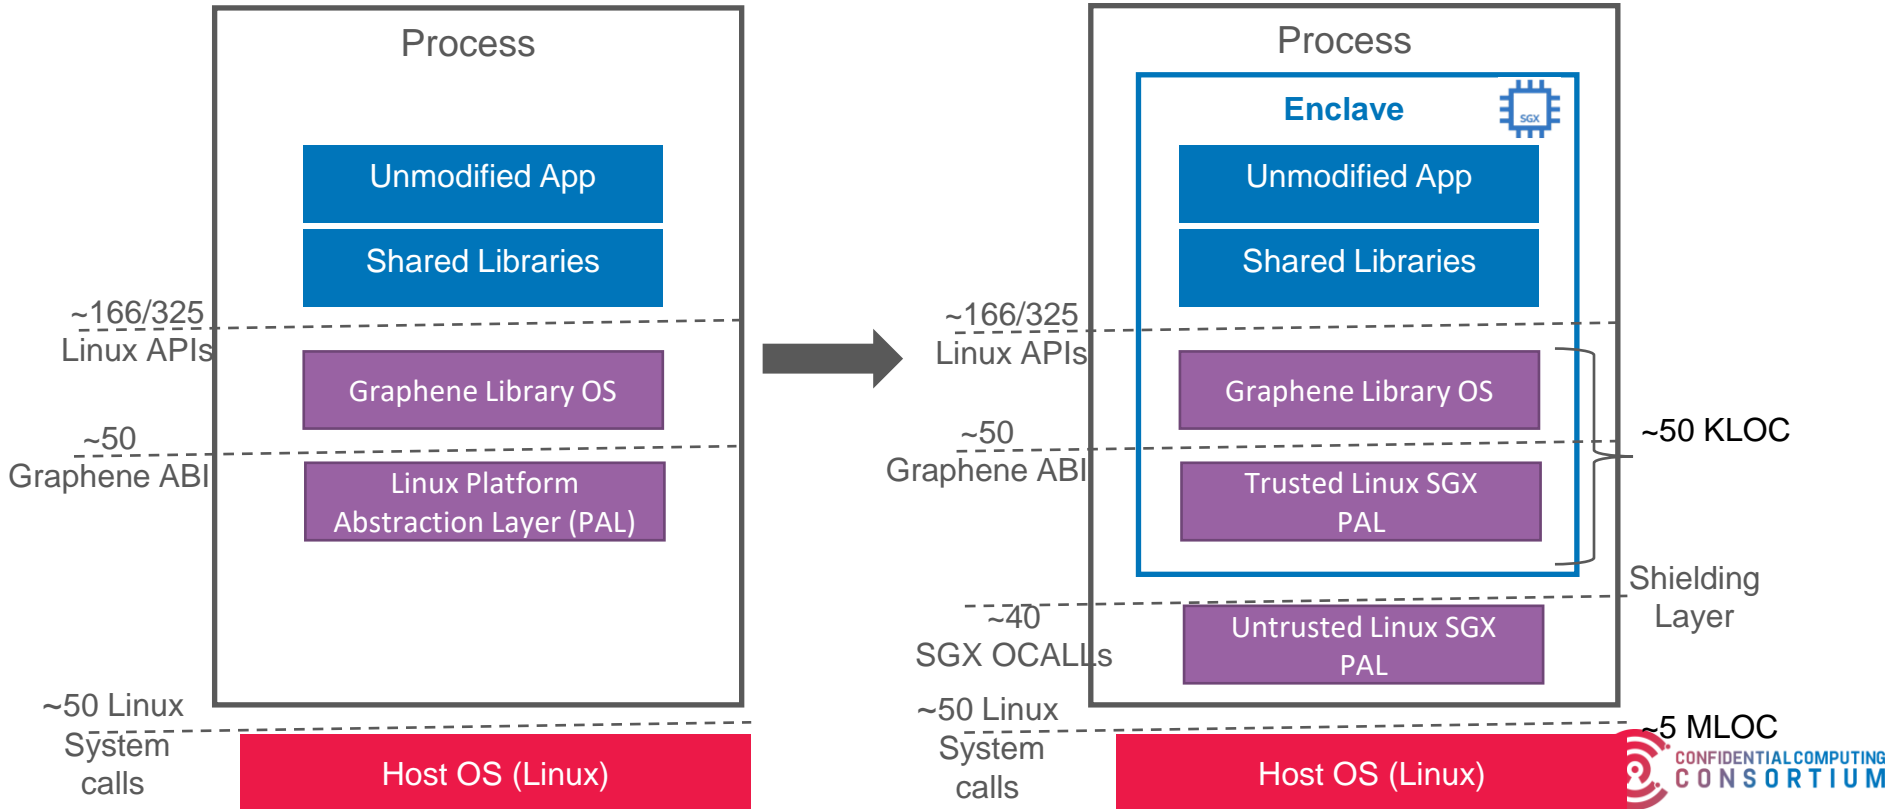 Process
Unmodified App
Shared Libraries
~166/325
Linux APIs
Graphene Library OS
~50
Graphene ABI
Linux Platform
Abstraction Layer (PAL)
~50 Linux
System
calls
Host OS (Linux)
Process
Enclave
SGX
Unmodified App
Shared Libraries
~166/325
Linux APIs
Graphene Library OS
~50
Graphene ABI
~50 KLOC
Trusted Linux SGX
PAL
Shielding
Layer
~40
SGX OCALLs
Untrusted Linux SGX
PAL
~50 Linux
System
calls
~5 MLOC
Host OS (Linux)
CONFIDENTIAL COMPUTING
CONSORTIUM